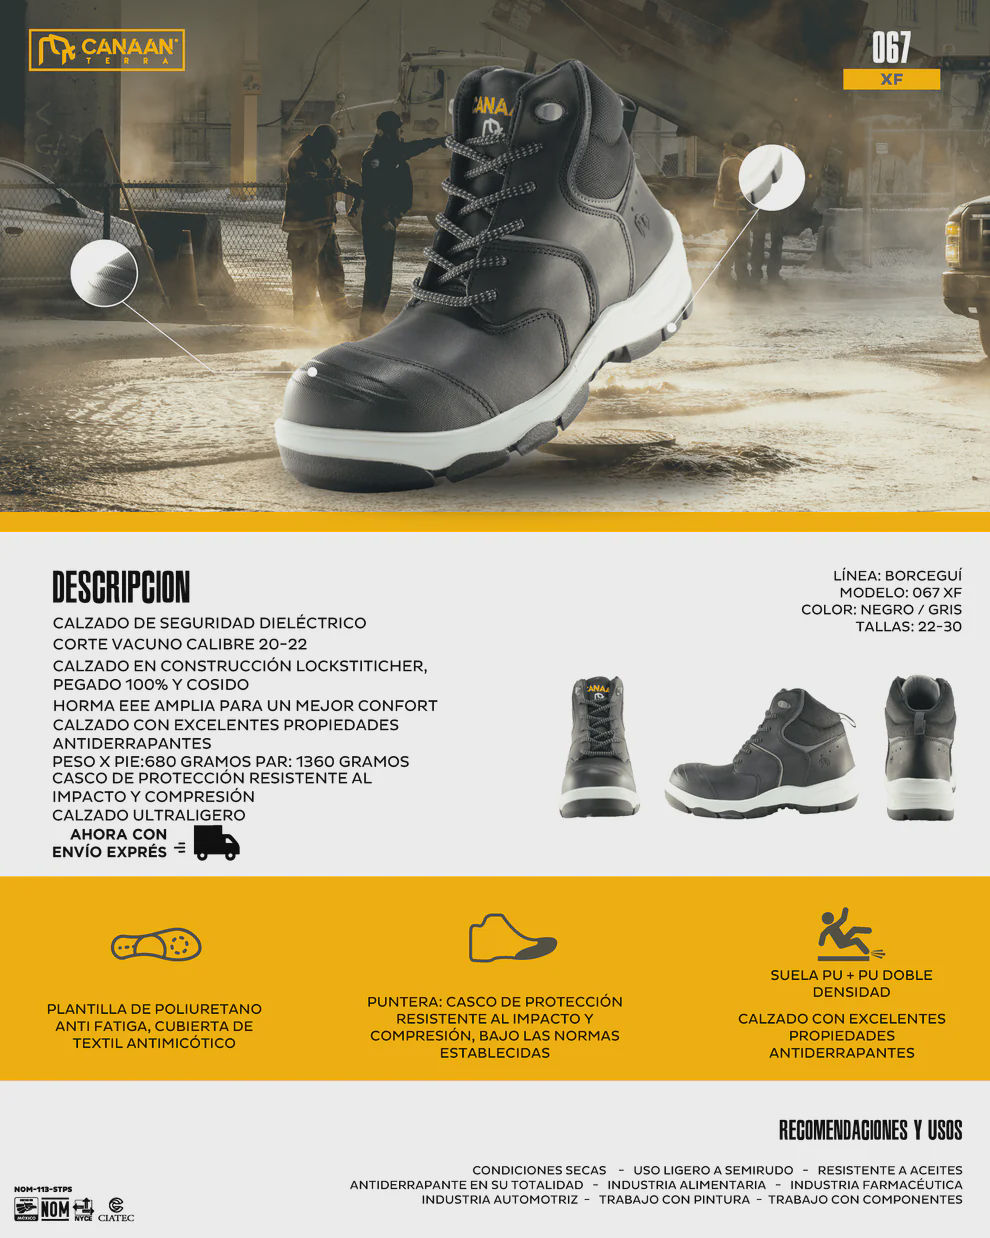 CANAAN
TERRA
067
XF
CANAA
DESCRIPCION
CALZADO DE SEGURIDAD DIELÉCTRICO
CORTE VACUNO CALIBRE 20-22
CALZADO EN CONSTRUCCIÓN LOCKSTITICHER,
PEGADO 100% Y COSIDO
HORMA EEE AMPLIA PARA UN MEJOR CONFORT
CALZADO CON EXCELENTES PROPIEDADES
ANTIDERRAPANTES
PESO X PIE:680 GRAMOS PAR: 1360 GRAMOS
CASCO DE PROTECCIÓN RESISTENTE AL
IMPACTO Y COMPRESIÓN
CALZADO ULTRALIGERO
AHORA CON
ENVÍO EXPRÉS
LÍNEA: BORCEGUÍ
MODELO: 067 XF
COLOR: NEGRO / GRIS
TALLAS: 22-30
CANAA
PLANTILLA DE POLIURETANO
ANTI FATIGA, CUBIERTA DE
TEXTIL ANTIMICÓTICO
PUNTERA: CASCO DE PROTECCIÓN
RESISTENTE AL IMPACTO Y
COMPRESIÓN, BAJO LAS NORMAS
ESTABLECIDAS
SUELA PU + PU DOBLE
DENSIDAD
CALZADO CON EXCELENTES
PROPIEDADES
ANTIDERRAPANTES
RECOMENDACIONES Y USOS
CONDICIONES SECAS - USO LIGERO A SEMIRUDO - RESISTENTE A ACEITES
ANTIDERRAPANTE EN SU TOTALIDAD - INDUSTRIA ALIMENTARIA - INDUSTRIA FARMACÉUTICA
INDUSTRIA AUTOMOTRIZ - TRABAJO CON PINTURA - TRABAJO CON COMPONENTES
NOM-113-STPS
MÉXICO
NOM
NYCE
CIATEC